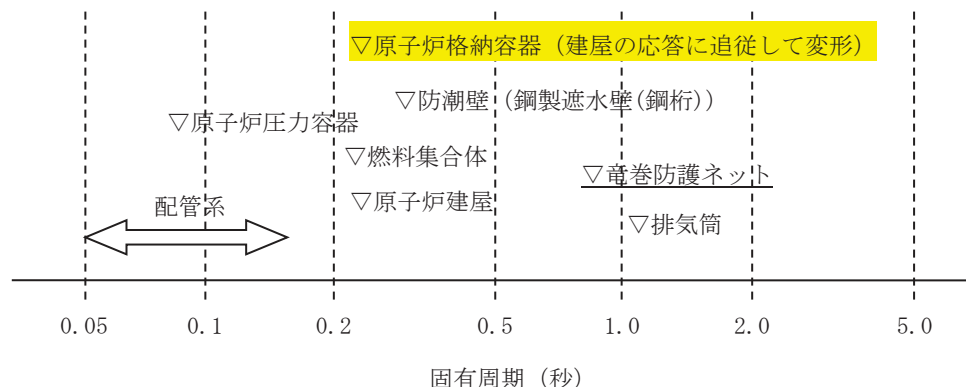 ▽原子炉格納容器（建屋の応答に追従して変形）
▽防潮壁（鋼製遮水壁(鋼桁)）
▽原子炉圧力容器
▽燃料集合体
▽竜巻防護ネット
▽原子炉建屋
配管系
▽排気筒
0.05 0.1 0.2 0.5 1.0 2.0 5.0
固有周期（秒）